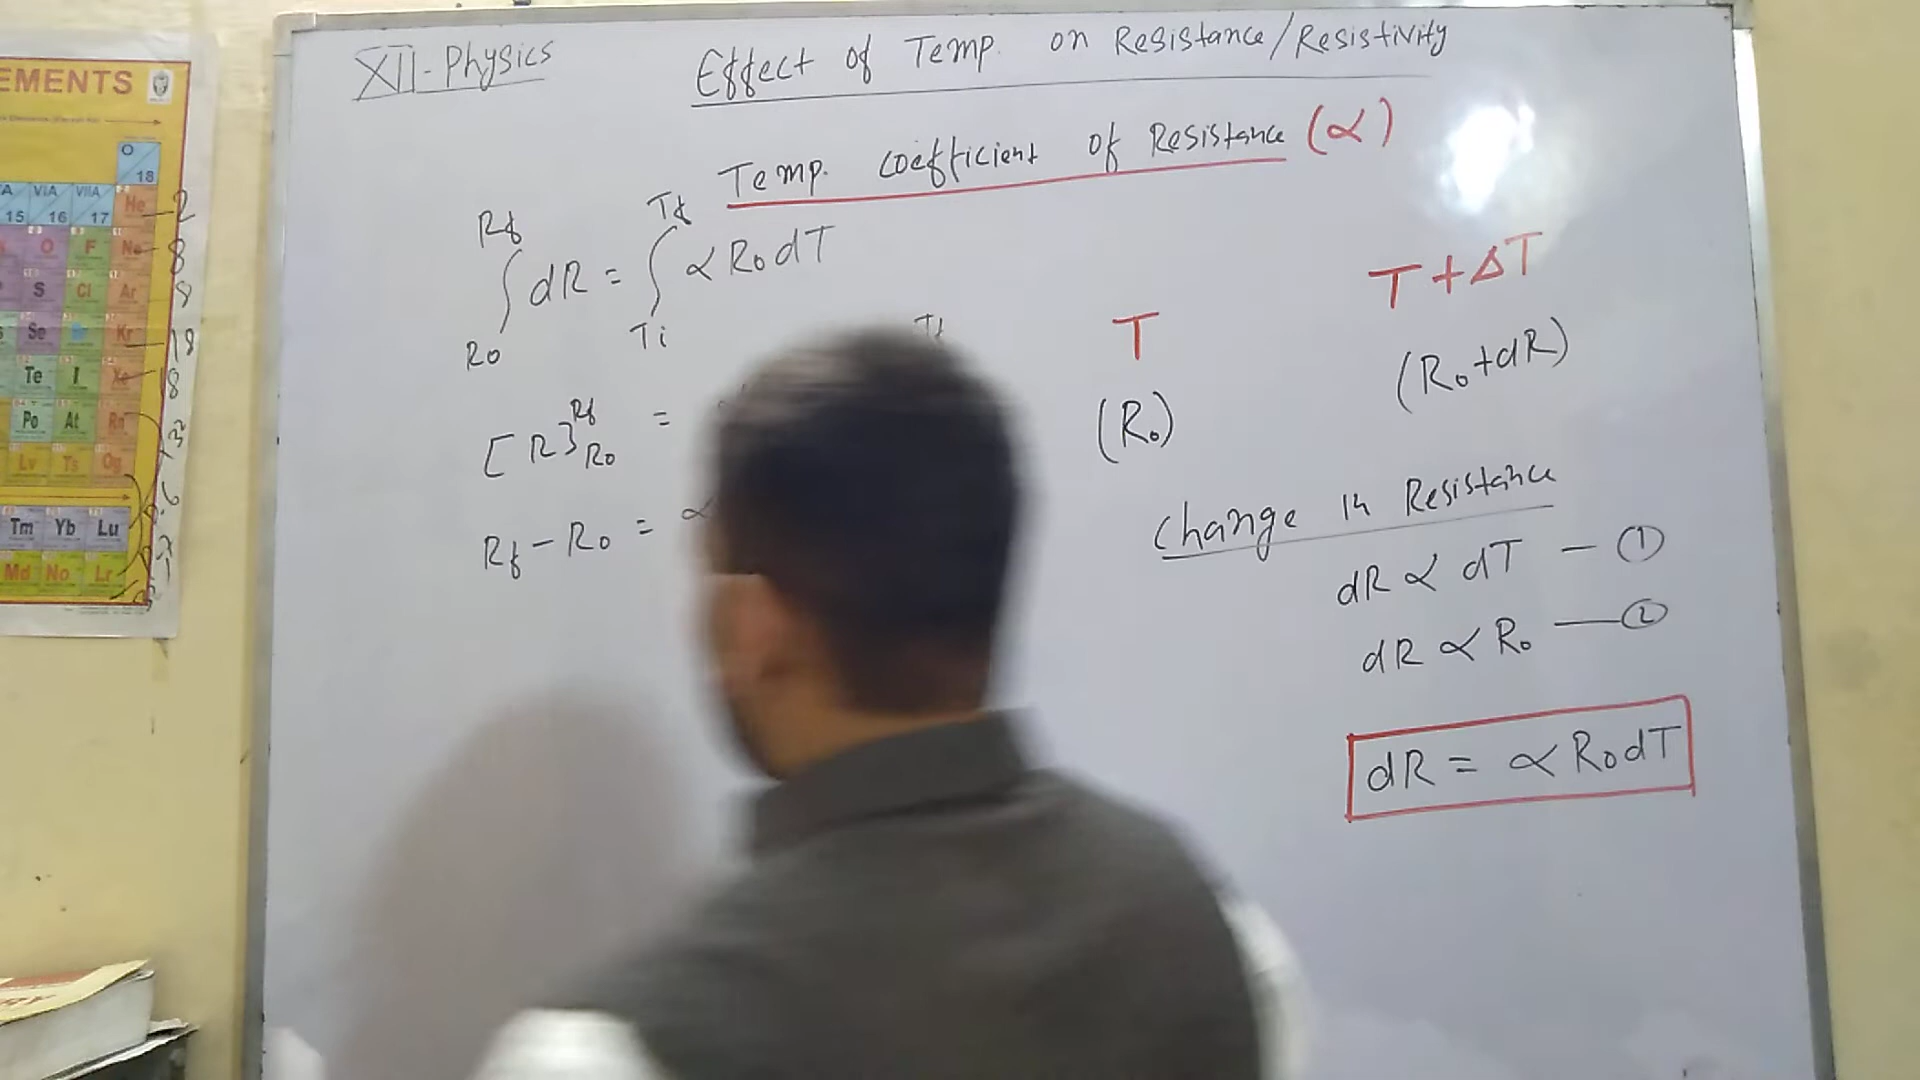 XII-Physics
Effect of Temp. on Resistance/Resistivity
Temp. coefficient of Resistance (α)
Rf Tf
∫ dR = ∫ α R₀ dT
R₀ Ti
Tf
[R]
Rf
R₀
=
Rf - R₀ = α
T
T + ΔT
(R₀)
(R₀+dR)
Change in Resistance
dR ∝ dT - ①
dR ∝ R₀ — ②
dR = α R₀ dT
EMENTS
O
18
A VIA VIIA
15 16 17
He
2
O F Ne
8
S Cl Ar
8
Se Br Kr
18
Te I Xe
18
Po At Rn
Lv Ts Og
Tm Yb Lu
Md No Lr